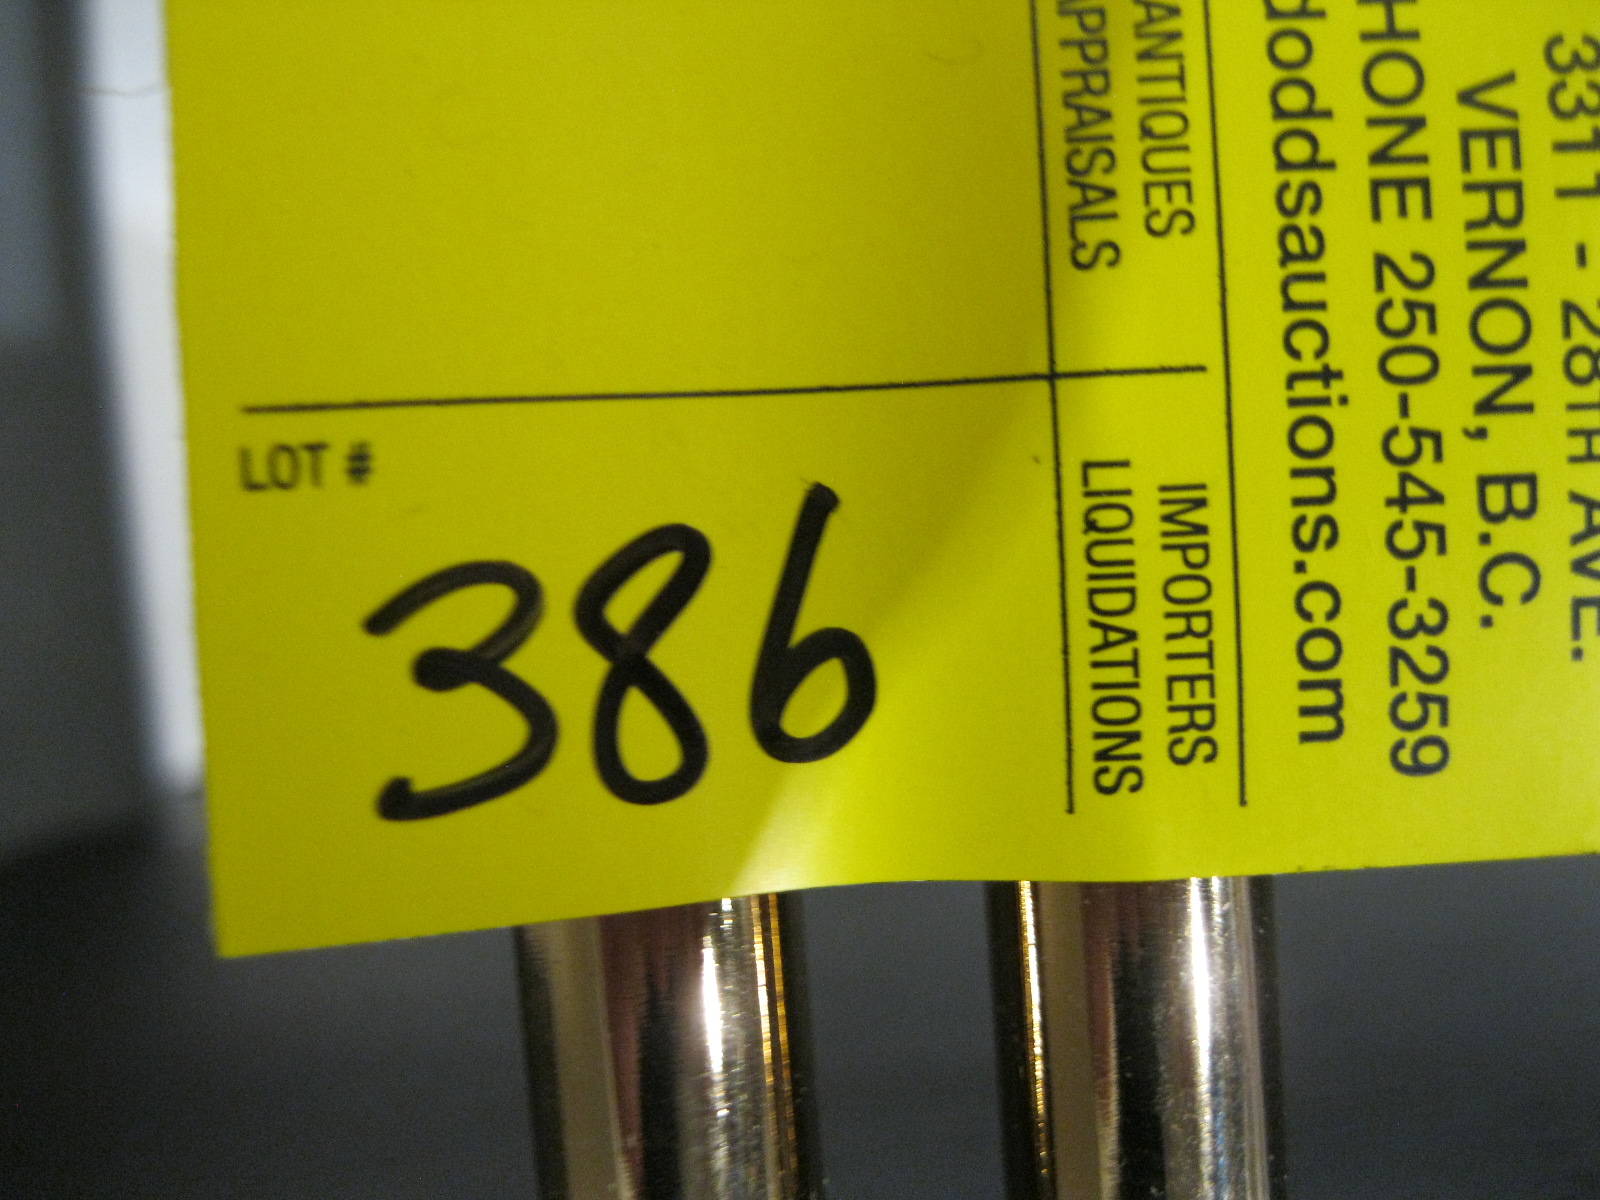 3311 - 28TH AVE.
VERNON, B.C.
HONE 250-545-3259
doddsauctions.com
ANTIQUES
APPRAISALS
IMPORTERS
LIQUIDATIONS
LOT #
386